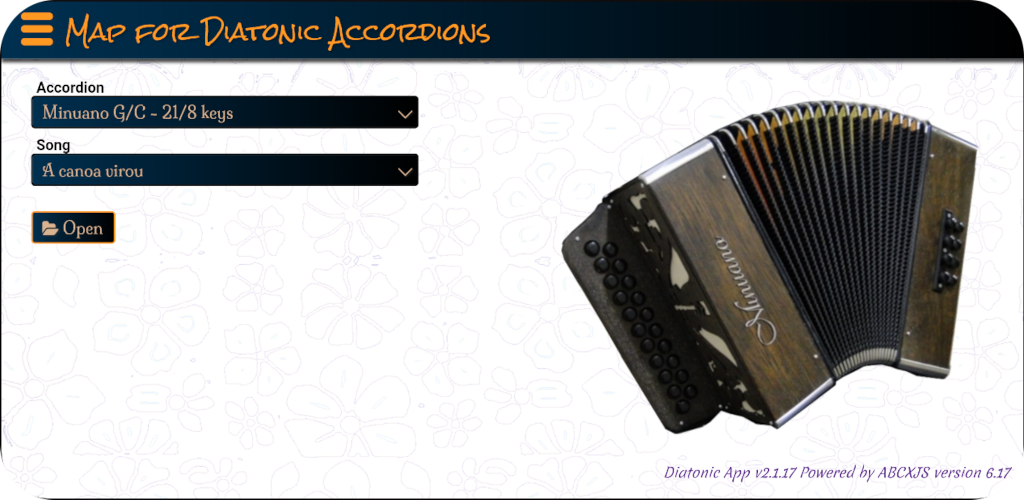 Map for Diatonic Accordions
Accordion
Minuano G/C - 21/8 keys
Song
A canoa virou
Open
Minuano
Diatonic App v2.1.17 Powered by ABCXJS version 6.17